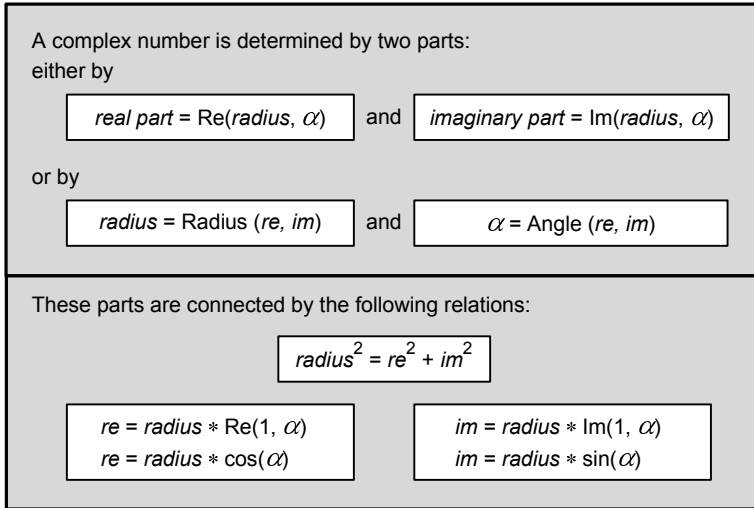 A complex number is determined by two parts:
either by
real part = Re(radius, α) and imaginary part = Im(radius, α)
or by
radius = Radius (re, im) and α = Angle (re, im)
These parts are connected by the following relations:
radius² = re² + im²
re = radius * Re(1, α) im = radius * Im(1, α)
re = radius * cos(α) im = radius * sin(α)